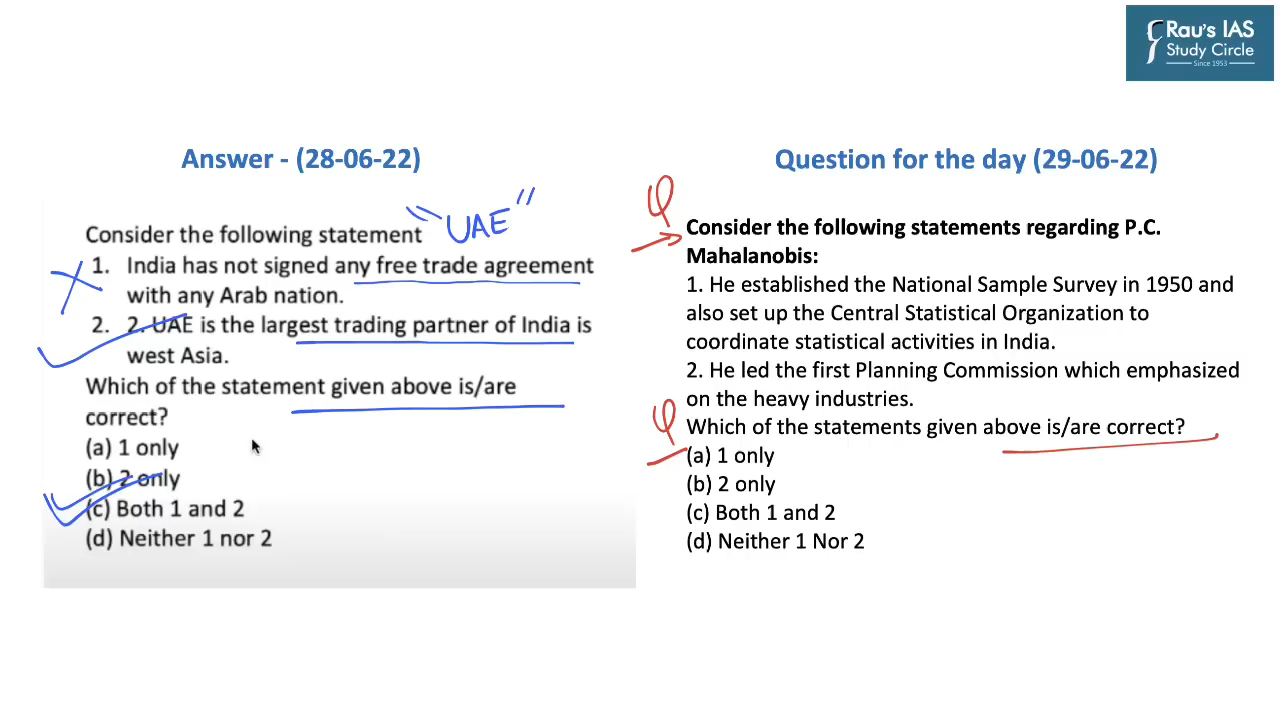 Rau's IAS
Study Circle
Since 1953
Answer - (28-06-22)
"UAE"
Consider the following statement
1. India has not signed any free trade agreement
with any Arab nation.
2. 2. UAE is the largest trading partner of India is
west Asia.
Which of the statement given above is/are
correct?
(a) 1 only
(b) 2 only
(c) Both 1 and 2
(d) Neither 1 nor 2
Question for the day (29-06-22)
Consider the following statements regarding P.C.
Mahalanobis:
1. He established the National Sample Survey in 1950 and
also set up the Central Statistical Organization to
coordinate statistical activities in India.
2. He led the first Planning Commission which emphasized
on the heavy industries.
Which of the statements given above is/are correct?
(a) 1 only
(b) 2 only
(c) Both 1 and 2
(d) Neither 1 Nor 2